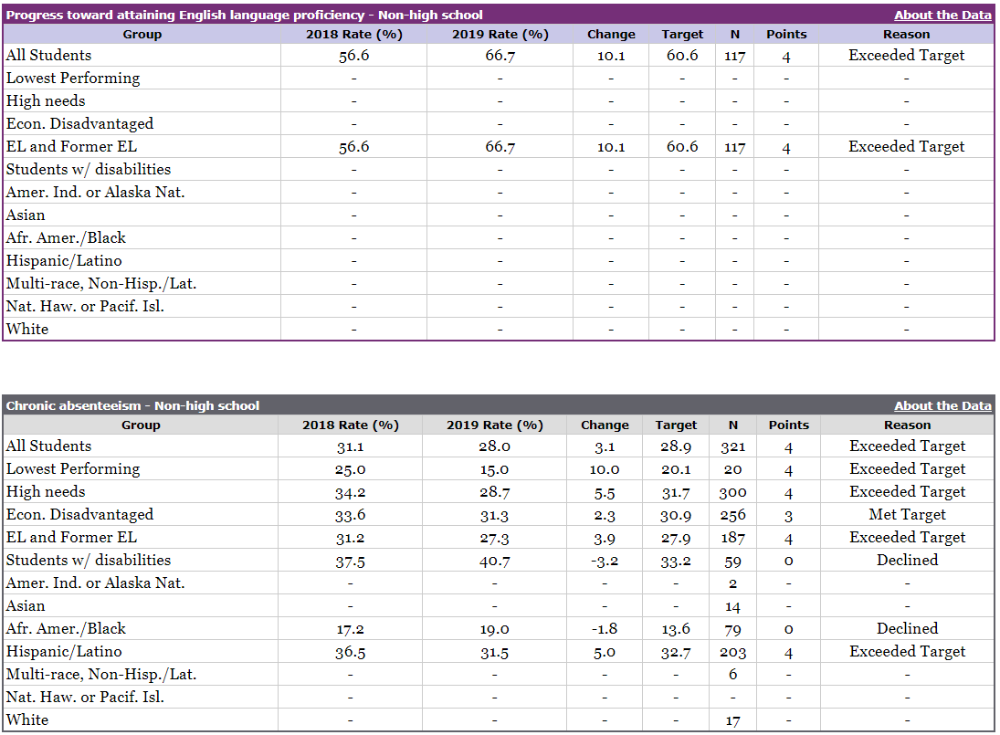 Progress toward attaining English language proficiency - Non-high school About the Data
Group 2018 Rate (%) 2019 Rate (%) Change Target N Points Reason
All Students 56.6 66.7 10.1 60.6 117 4 Exceeded Target
Lowest Performing - - - - - - -
High needs - - - - - - -
Econ. Disadvantaged - - - - - - -
EL and Former EL 56.6 66.7 10.1 60.6 117 4 Exceeded Target
Students w/ disabilities - - - - - - -
Amer. Ind. or Alaska Nat. - - - - - - -
Asian - - - - - - -
Afr. Amer./Black - - - - - - -
Hispanic/Latino - - - - - - -
Multi-race, Non-Hisp./Lat. - - - - - - -
Nat. Haw. or Pacif. Isl. - - - - - - -
White - - - - - - -
Chronic absenteeism - Non-high school About the Data
Group 2018 Rate (%) 2019 Rate (%) Change Target N Points Reason
All Students 31.1 28.0 3.1 28.9 321 4 Exceeded Target
Lowest Performing 25.0 15.0 10.0 20.1 20 4 Exceeded Target
High needs 34.2 28.7 5.5 31.7 300 4 Exceeded Target
Econ. Disadvantaged 33.6 31.3 2.3 30.9 256 3 Met Target
EL and Former EL 31.2 27.3 3.9 27.9 187 4 Exceeded Target
Students w/ disabilities 37.5 40.7 -3.2 33.2 59 0 Declined
Amer. Ind. or Alaska Nat. - - - - 2 - -
Asian - - - - 14 - -
Afr. Amer./Black 17.2 19.0 -1.8 13.6 79 0 Declined
Hispanic/Latino 36.5 31.5 5.0 32.7 203 4 Exceeded Target
Multi-race, Non-Hisp./Lat. - - - - 6 - -
Nat. Haw. or Pacif. Isl. - - - - - - -
White - - - - 17 - -